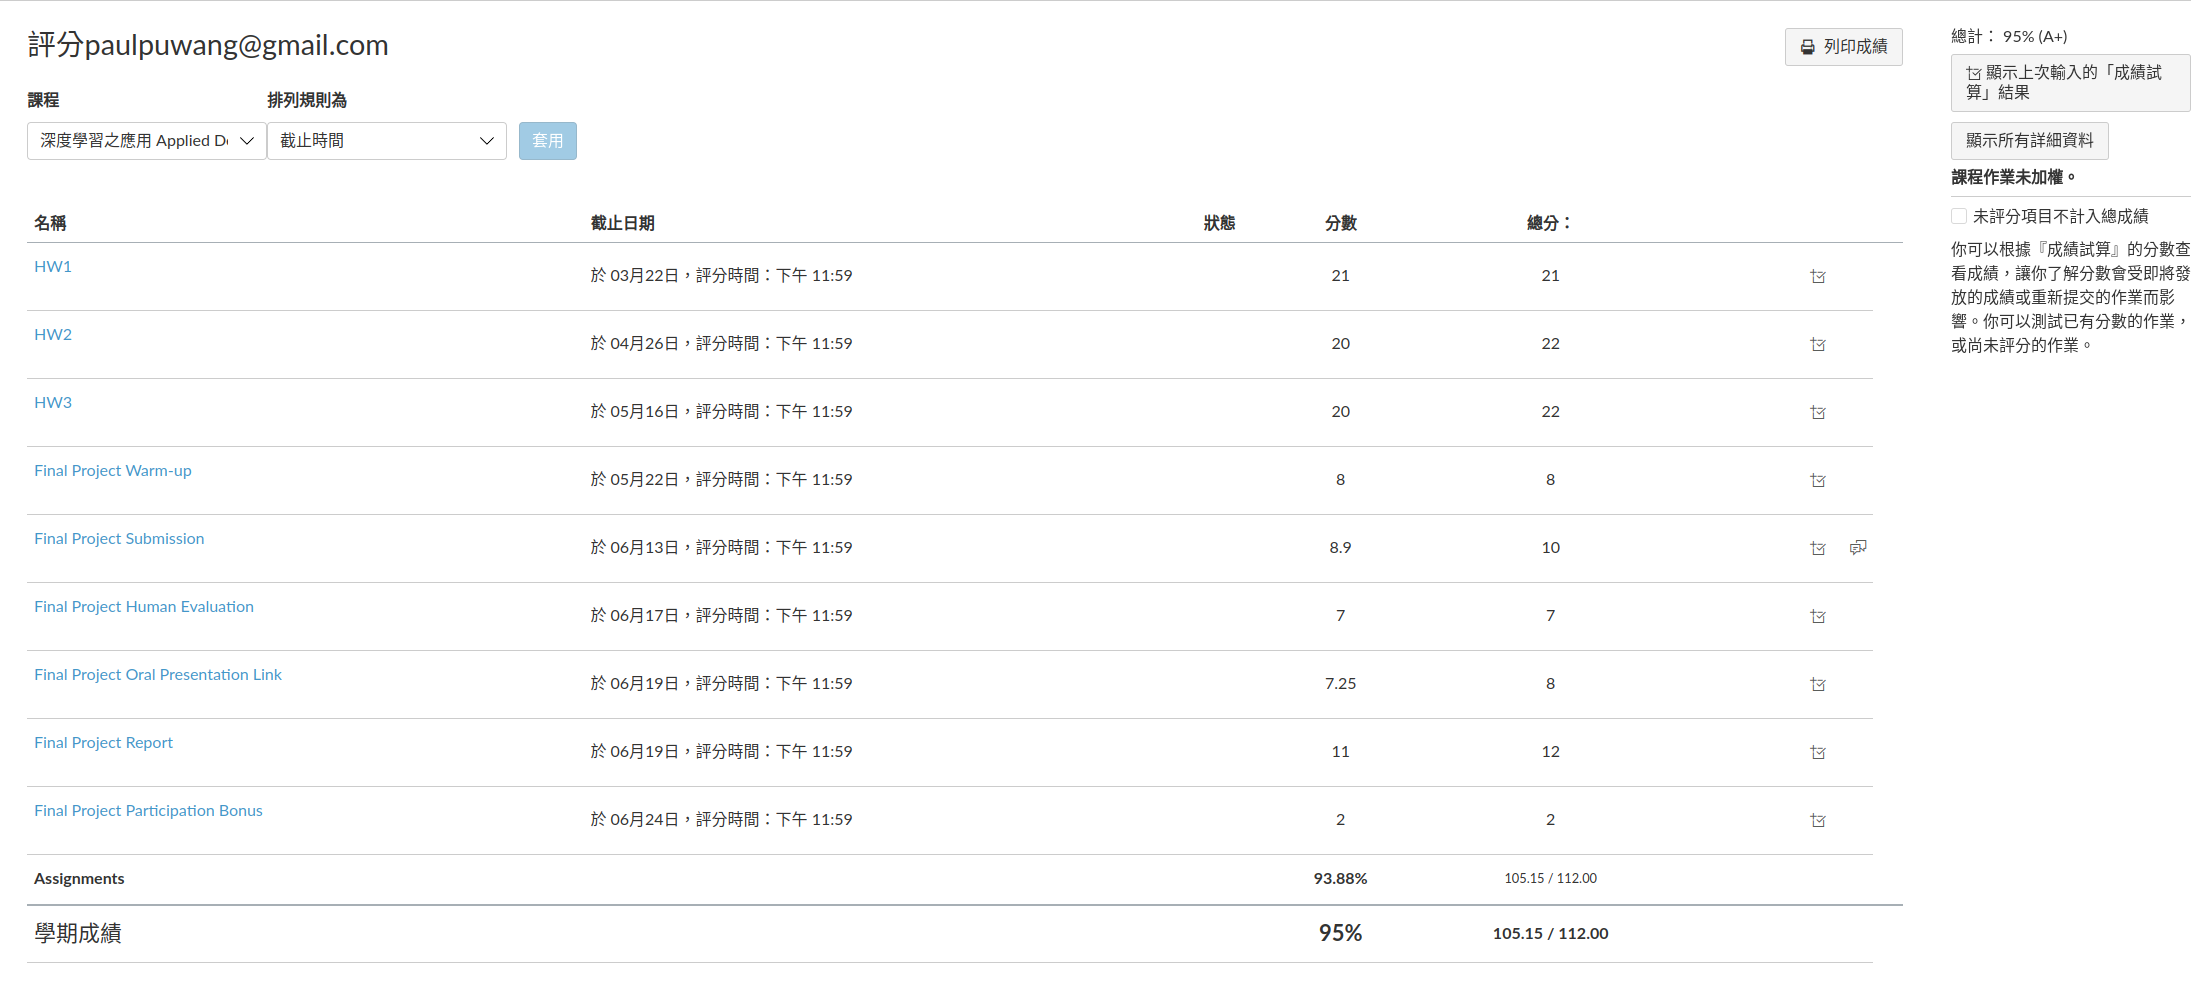 評分paulpuwang@gmail.com
列印成績
課程
排列規則為
深度學習之應用 Applied De
截止時間
套用
名稱 截止日期 狀態 分數 總分：
HW1 於 03月22日，評分時間：下午 11:59 21 21
HW2 於 04月26日，評分時間：下午 11:59 20 22
HW3 於 05月16日，評分時間：下午 11:59 20 22
Final Project Warm-up 於 05月22日，評分時間：下午 11:59 8 8
Final Project Submission 於 06月13日，評分時間：下午 11:59 8.9 10
Final Project Human Evaluation 於 06月17日，評分時間：下午 11:59 7 7
Final Project Oral Presentation Link 於 06月19日，評分時間：下午 11:59 7.25 8
Final Project Report 於 06月19日，評分時間：下午 11:59 11 12
Final Project Participation Bonus 於 06月24日，評分時間：下午 11:59 2 2
Assignments 93.88% 105.15 / 112.00
學期成績 95% 105.15 / 112.00
總計： 95% (A+)
顯示上次輸入的「成績試
算」結果
顯示所有詳細資料
課程作業未加權。
未評分項目不計入總成績
你可以根據『成績試算』的分數查
看成績，讓你了解分數會受即將發
放的成績或重新提交的作業而影
響。你可以測試已有分數的作業，
或尚未評分的作業。